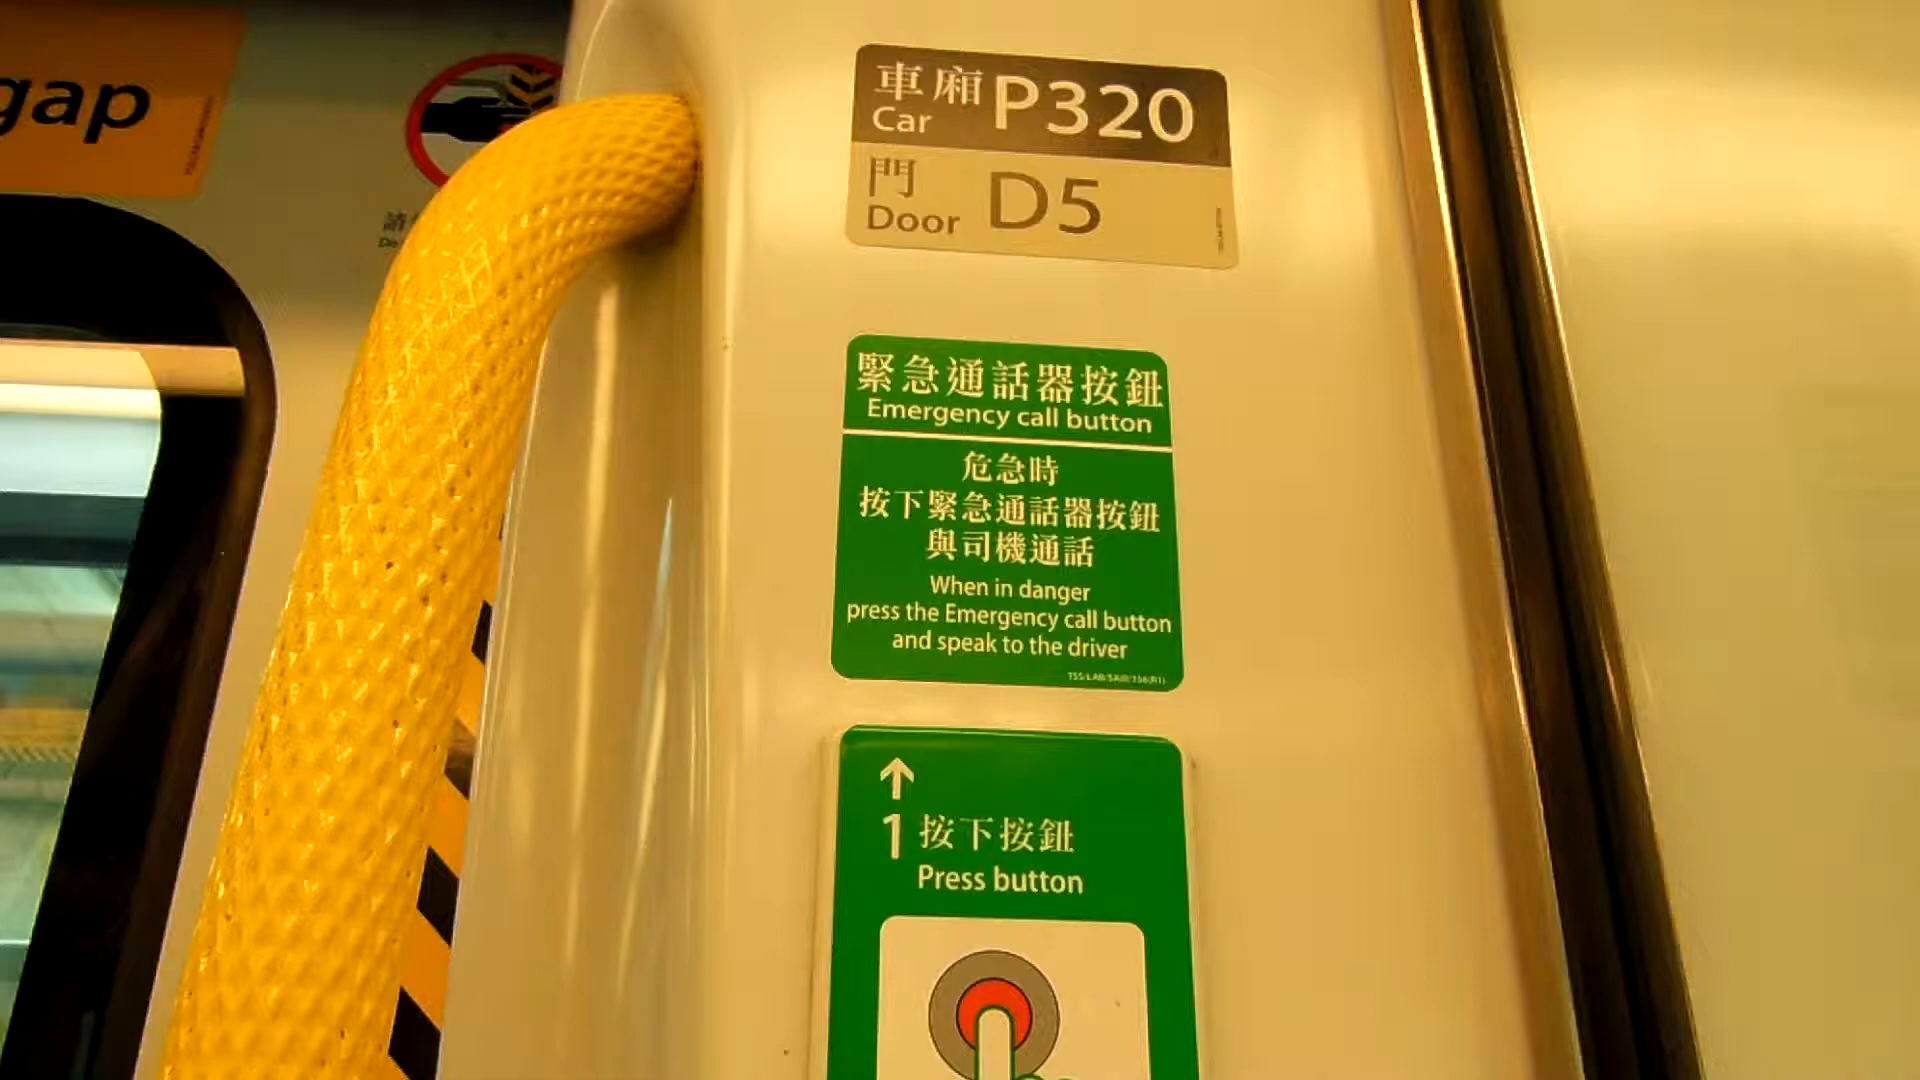 gap
車廂 P320
Car
門 D5
Door
緊急通話器按鈕
Emergency call button
危急時
按下緊急通話器按鈕
與司機通話
When in danger
press the Emergency call button
and speak to the driver
1 按下按鈕
Press button